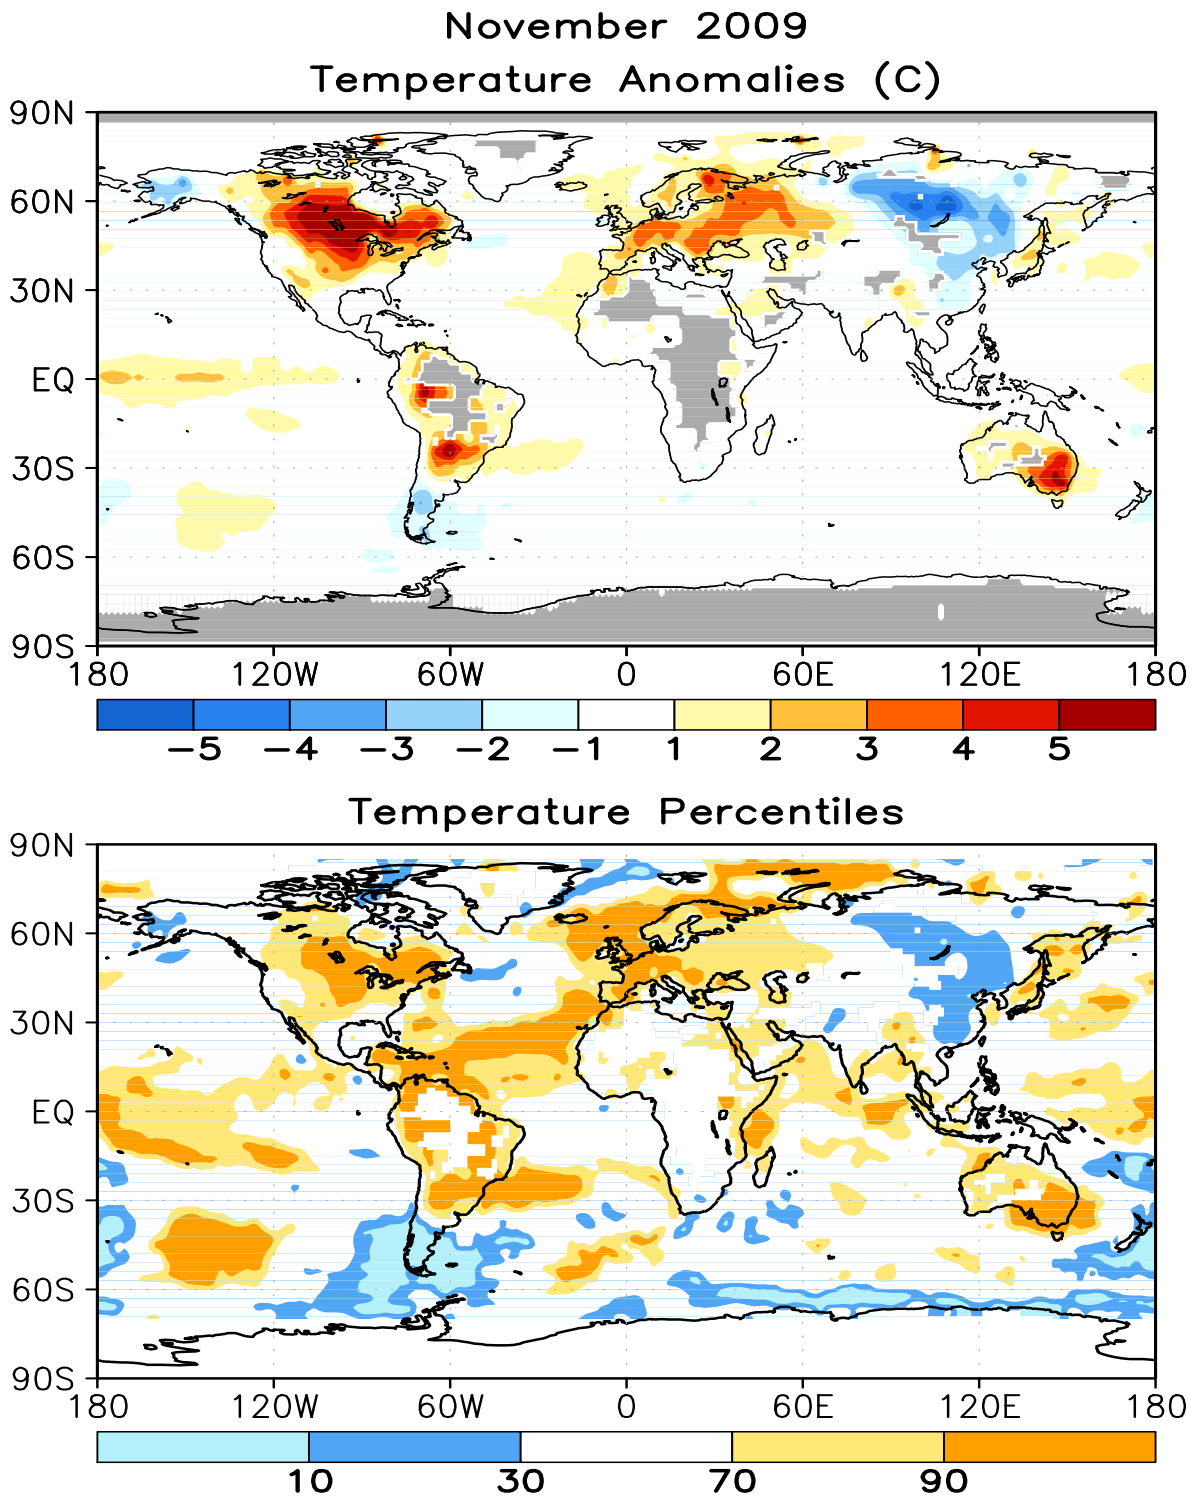 November 2009
Temperature Anomalies (C)
90N
60N
30N
EQ
30S
60S
90S
180 120W 60W 0 60E 120E 180
−5 −4 −3 −2 −1 1 2 3 4 5
Temperature Percentiles
90N
60N
30N
EQ
30S
60S
90S
180 120W 60W 0 60E 120E 180
10 30 70 90